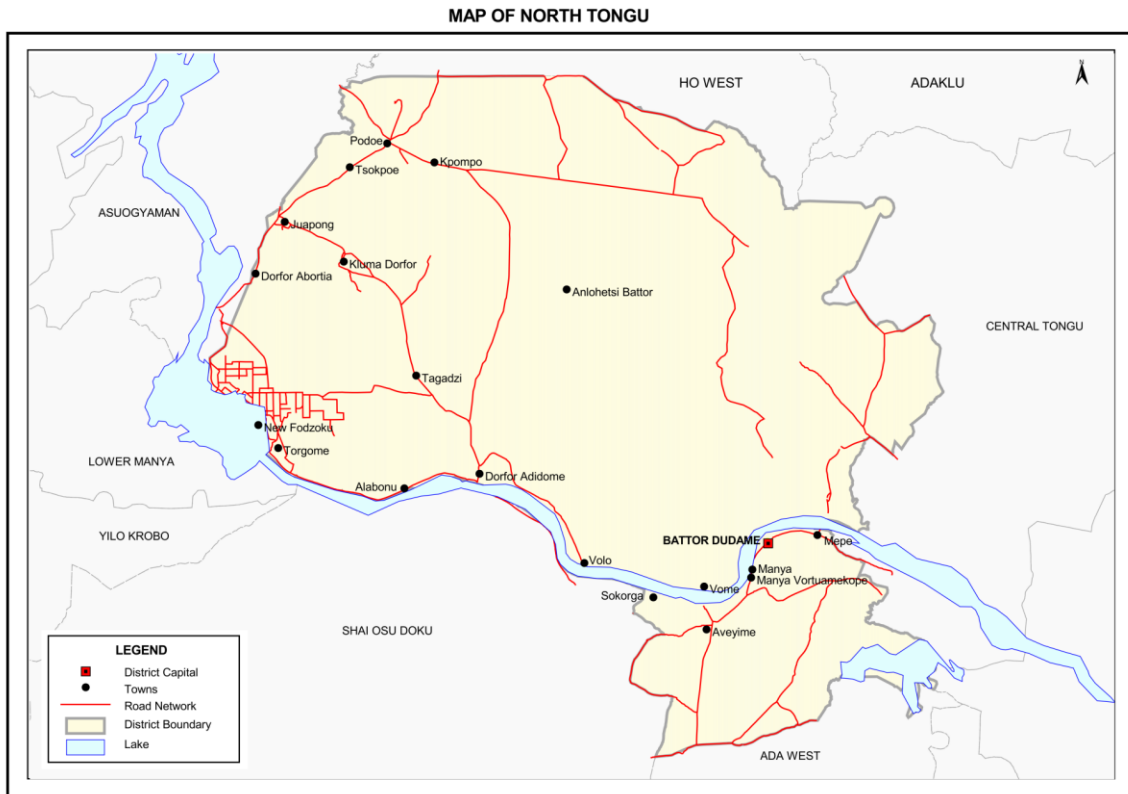 MAP OF NORTH TONGU
N
HO WEST
ADAKLU
Podoe
Kpompo
Tsokpoe
ASUOGYAMAN
Juapong
Kluma Dorfor
Dorfor Abortia
Anlohetsi Battor
CENTRAL TONGU
Tagadzi
New Fodzoku
Torgome
LOWER MANYA
Dorfor Adidome
Alabonu
YILO KROBO
BATTOR DUDAME
Mepe
Volo
Manya
Manya Vortuamekope
Vome
Sokorga
Aveyime
SHAI OSU DOKU
ADA WEST
LEGEND
District Capital
Towns
Road Network
District Boundary
Lake